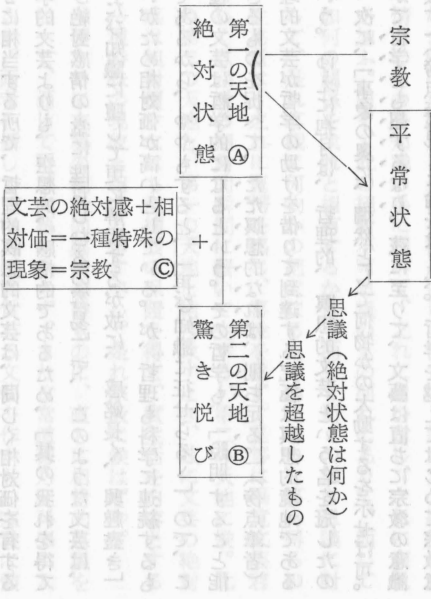 宗教
平常状態
第一の天地Ⓐ
絶対状態
文芸の絶対感+相
対価=一種特殊の
現象=宗教 Ⓒ
+
思議(絶対状態は何か)
思議を超越したもの
第二の天地Ⓑ
驚き悦び